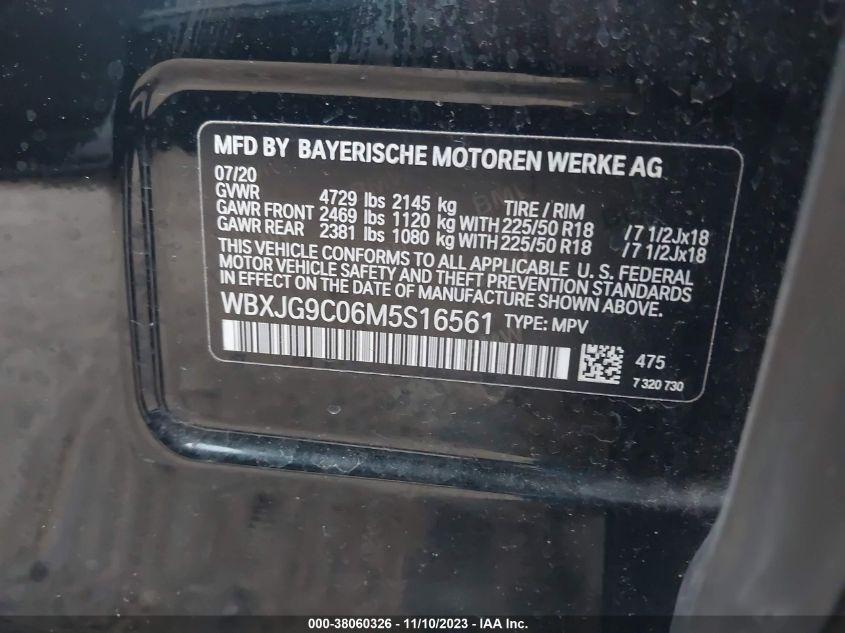 MFD BY BAYERISCHE MOTOREN WERKE AG
07/20
GVWR 4729 lbs 2145 kg TIRE / RIM
GAWR FRONT 2469 lbs 1120 kg WITH 225/50 R18 /7 1/2Jx18
GAWR REAR 2381 lbs 1080 kg WITH 225/50 R18 /7 1/2Jx18
THIS VEHICLE CONFORMS TO ALL APPLICABLE U. S. FEDERAL
MOTOR VEHICLE SAFETY AND THEFT PREVENTION STANDARDS
IN EFFECT ON THE DATE OF MANUFACTURE SHOWN ABOVE.
WBXJG9C06M5S16561 TYPE: MPV
475
7 320 730
000-38060326 - 11/10/2023 - IAA Inc.